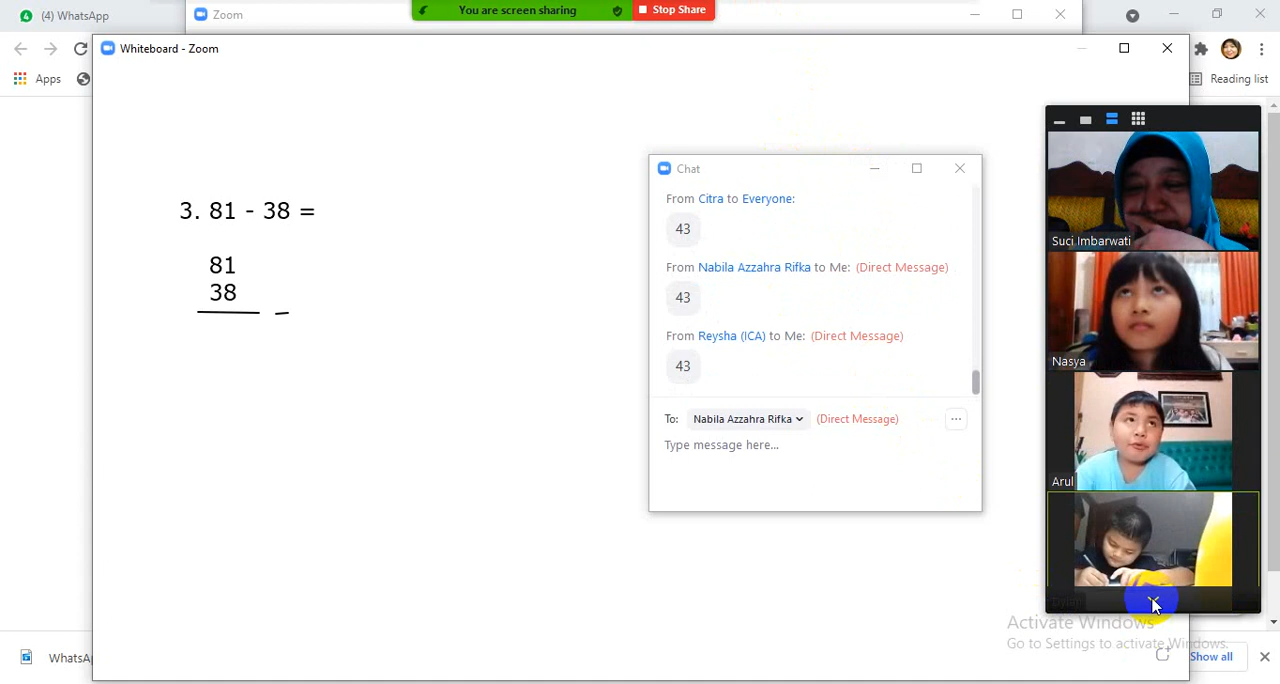 4
(4) WhatsApp
Zoom
You are screen sharing
Stop Share
Whiteboard - Zoom
Apps
Reading list
3. 81 - 38 =
81
38
Chat
From Citra to Everyone:
43
From Nabila Azzahra Rifka to Me: (Direct Message)
43
From Reysha (ICA) to Me: (Direct Message)
43
To: Nabila Azzahra Rifka (Direct Message)
Type message here...
Suci Imbarwati
Nasya
Arul
Activate Windows
Go to Settings to activate Windows.
WhatsA
Show all